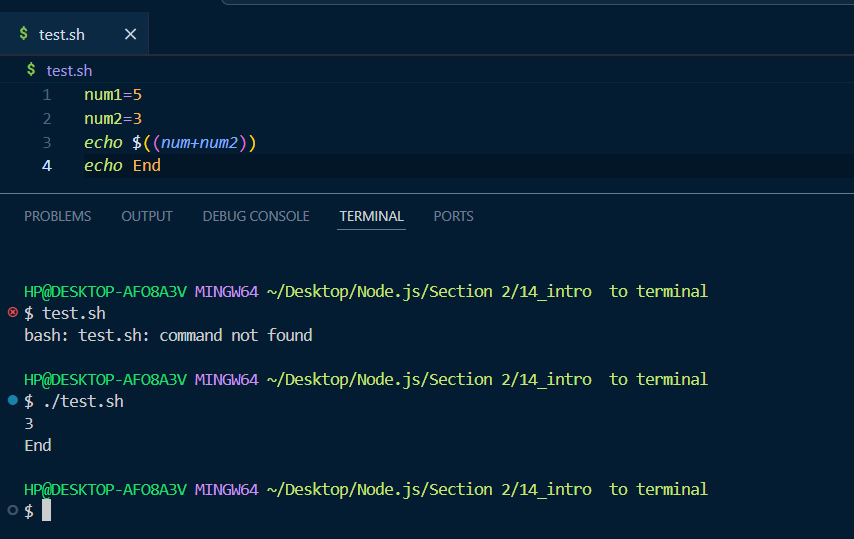 $ test.sh ×
$ test.sh
1 num1=5
2 num2=3
3 echo $((num+num2))
4 echo End
PROBLEMS OUTPUT DEBUG CONSOLE TERMINAL PORTS
HP@DESKTOP-AFO8A3V MINGW64 ~/Desktop/Node.js/Section 2/14_intro  to terminal
$ test.sh
bash: test.sh: command not found
HP@DESKTOP-AFO8A3V MINGW64 ~/Desktop/Node.js/Section 2/14_intro  to terminal
$ ./test.sh
3
End
HP@DESKTOP-AFO8A3V MINGW64 ~/Desktop/Node.js/Section 2/14_intro  to terminal
$